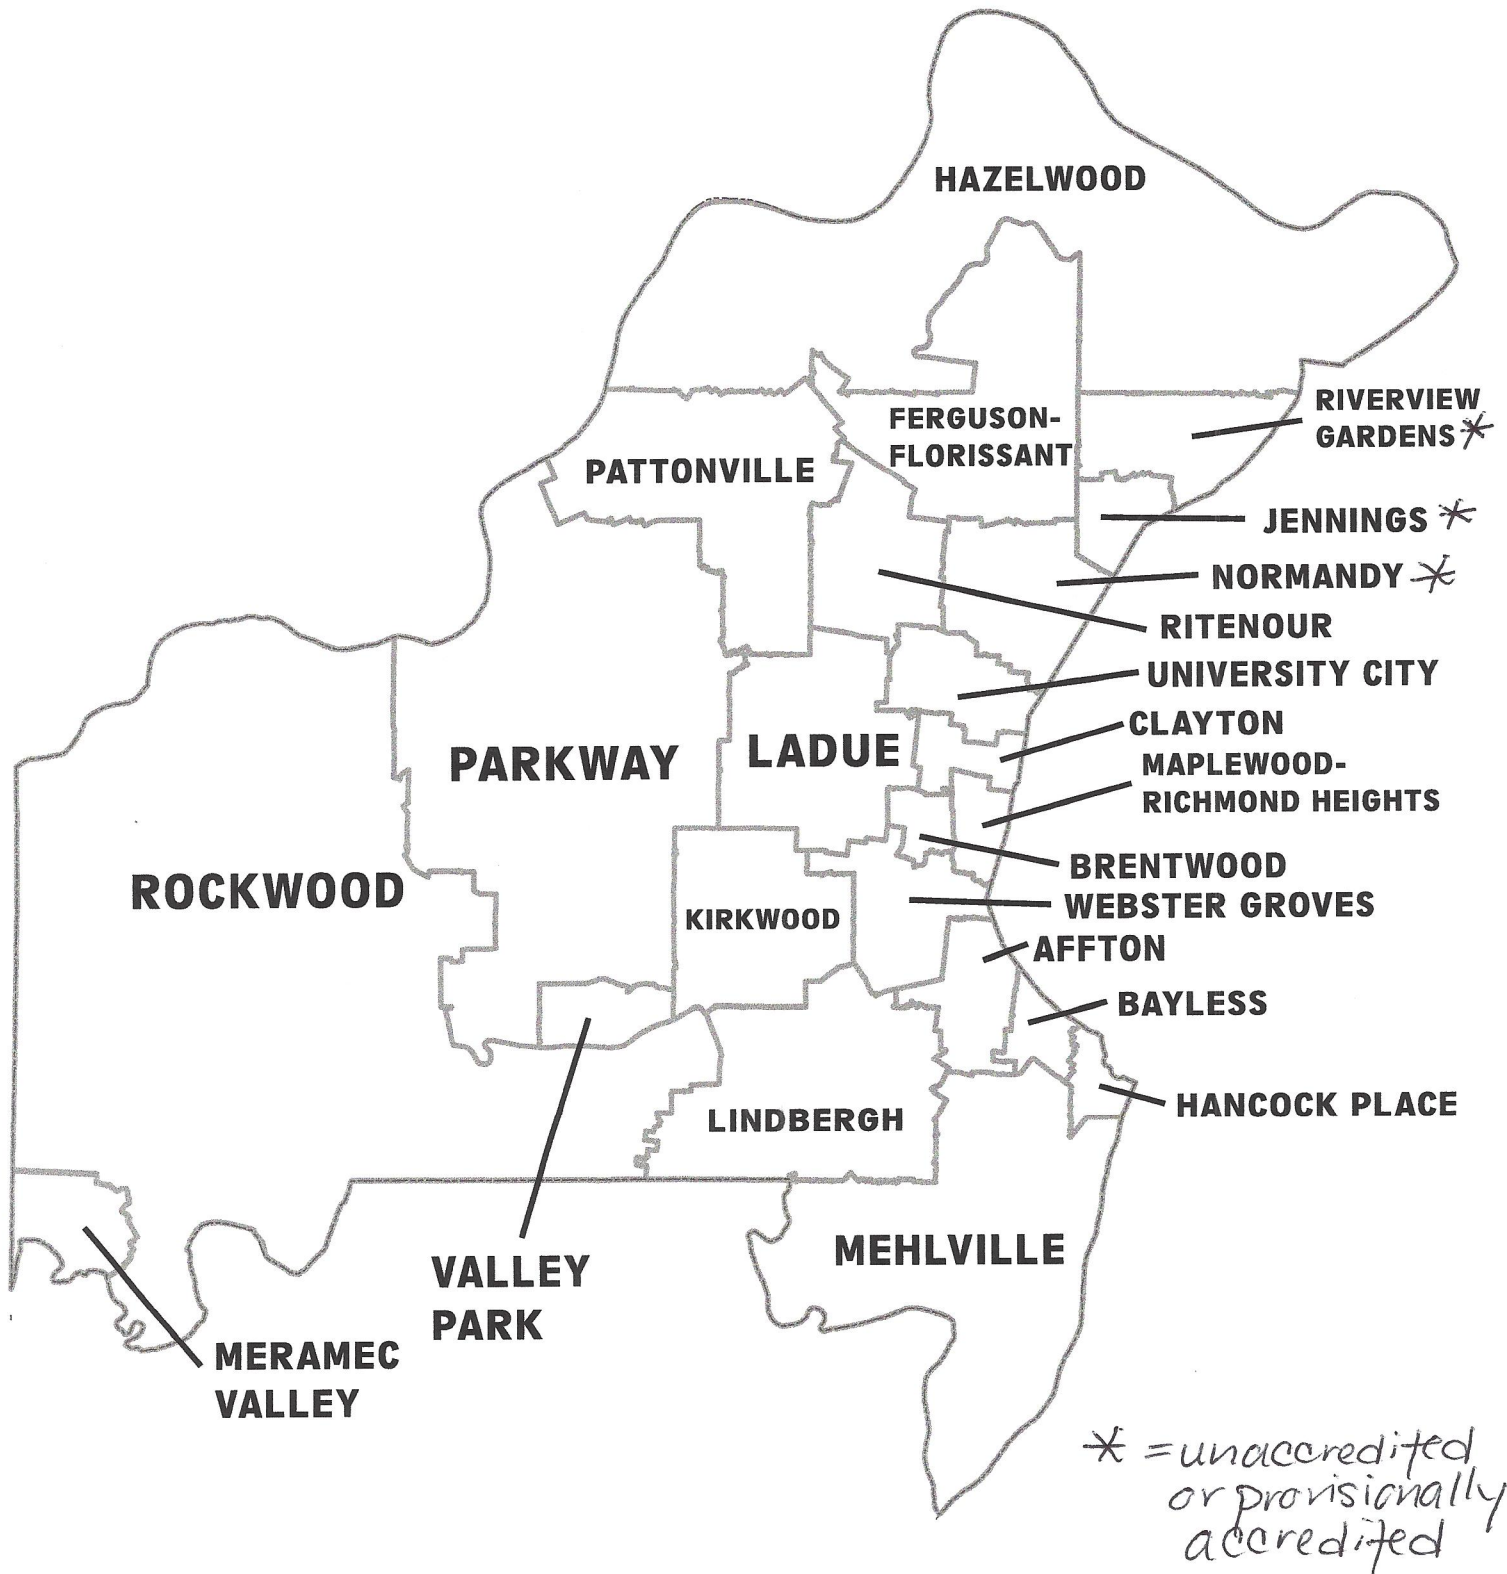 HAZELWOOD
RIVERVIEW
GARDENS *
FERGUSON-
FLORISSANT
PATTONVILLE
JENNINGS *
NORMANDY *
RITENOUR
UNIVERSITY CITY
CLAYTON
PARKWAY
LADUE
MAPLEWOOD-
RICHMOND HEIGHTS
BRENTWOOD
ROCKWOOD
WEBSTER GROVES
KIRKWOOD
AFFTON
BAYLESS
HANCOCK PLACE
LINDBERGH
MEHLVILLE
VALLEY
PARK
MERAMEC
VALLEY
* = unaccredited
or provisionally
accredited